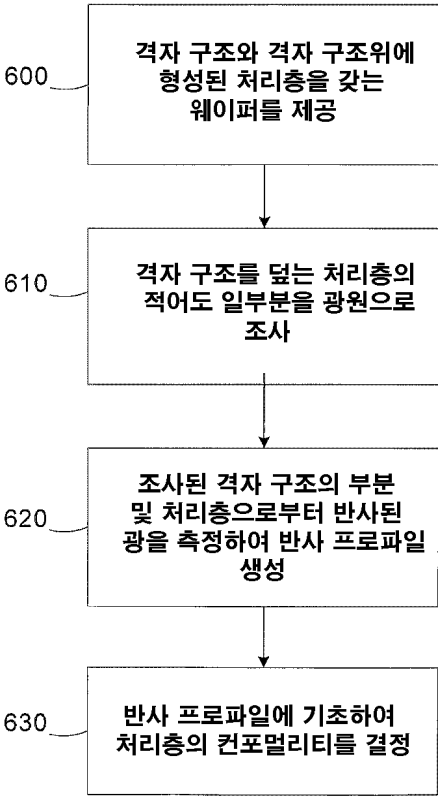 600
격자 구조와 격자 구조위에
형성된 처리층을 갖는
웨이퍼를 제공
610
격자 구조를 덮는 처리층의
적어도 일부분을 광원으로
조사
620
조사된 격자 구조의 부분
및 처리층으로부터 반사된
광을 측정하여 반사 프로파일
생성
630
반사 프로파일에 기초하여
처리층의 컨포멀리티를 결정